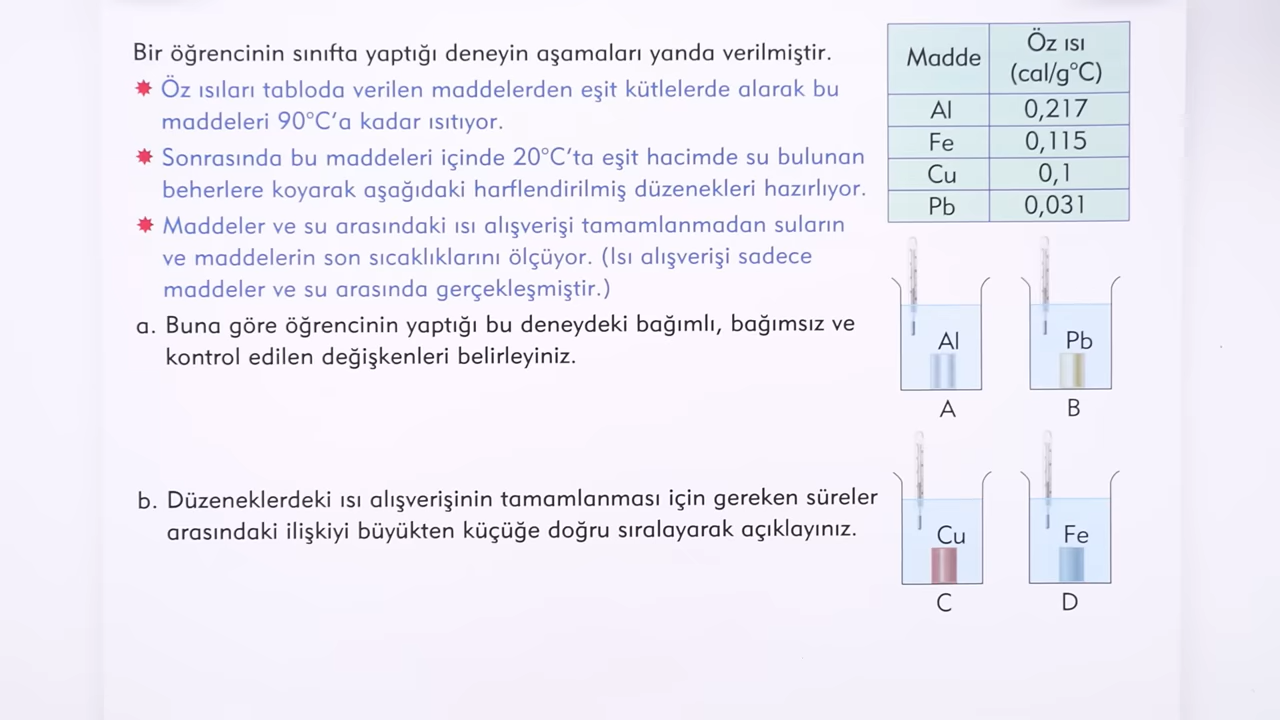 Bir öğrencinin sınıfta yaptığı deneyin aşamaları yanda verilmiştir.
Öz ısıları tabloda verilen maddelerden eşit kütlelerde alarak bu
maddeleri 90°C'a kadar ısıtıyor.
Sonrasında bu maddeleri içinde 20°C'ta eşit hacimde su bulunan
beherlere koyarak aşağıdaki harflendirilmiş düzenekleri hazırlıyor.
Maddeler ve su arasındaki ısı alışverişi tamamlanmadan suların
ve maddelerin son sıcaklıklarını ölçüyor. (Isı alışverişi sadece
maddeler ve su arasında gerçekleşmiştir.)
a. Buna göre öğrencinin yaptığı bu deneydeki bağımlı, bağımsız ve
kontrol edilen değişkenleri belirleyiniz.
b. Düzeneklerdeki ısı alışverişinin tamamlanması için gereken süreler
arasındaki ilişkiyi büyükten küçüğe doğru sıralayarak açıklayınız.
Madde Öz ısı
(cal/g°C)
Al 0,217
Fe 0,115
Cu 0,1
Pb 0,031
Al Pb
A B
Cu Fe
C D